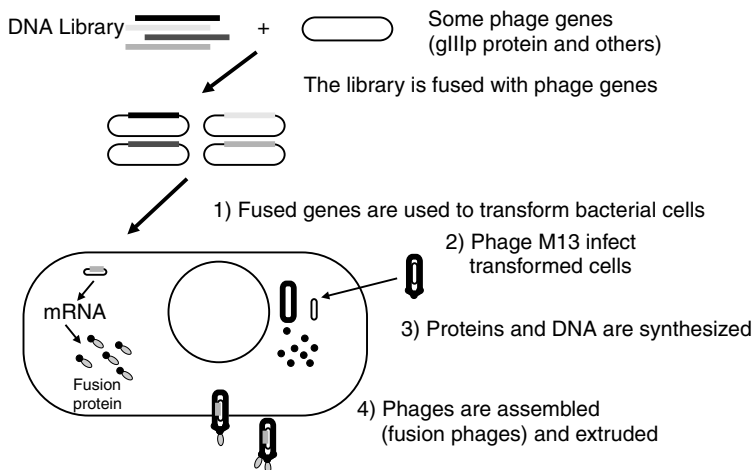 DNA Library
+
Some phage genes
(gIIIp protein and others)
The library is fused with phage genes
1) Fused genes are used to transform bacterial cells
2) Phage M13 infect
transformed cells
mRNA
3) Proteins and DNA are synthesized
Fusion
protein
4) Phages are assembled
(fusion phages) and extruded